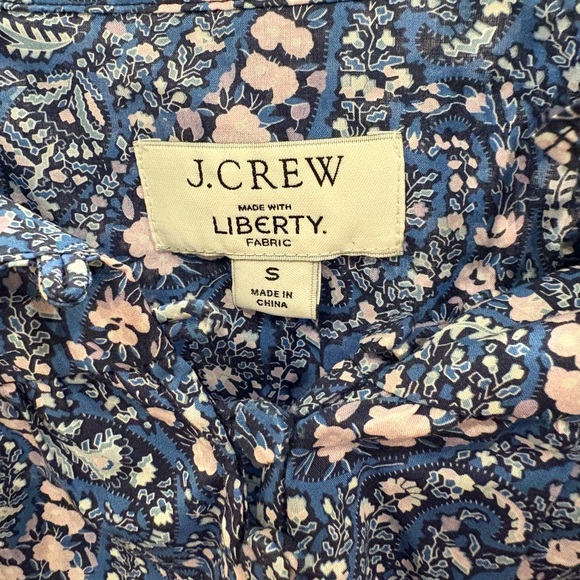 J.CREW
MADE WITH
LIBERTY.
FABRIC
S
MADE IN
CHINA